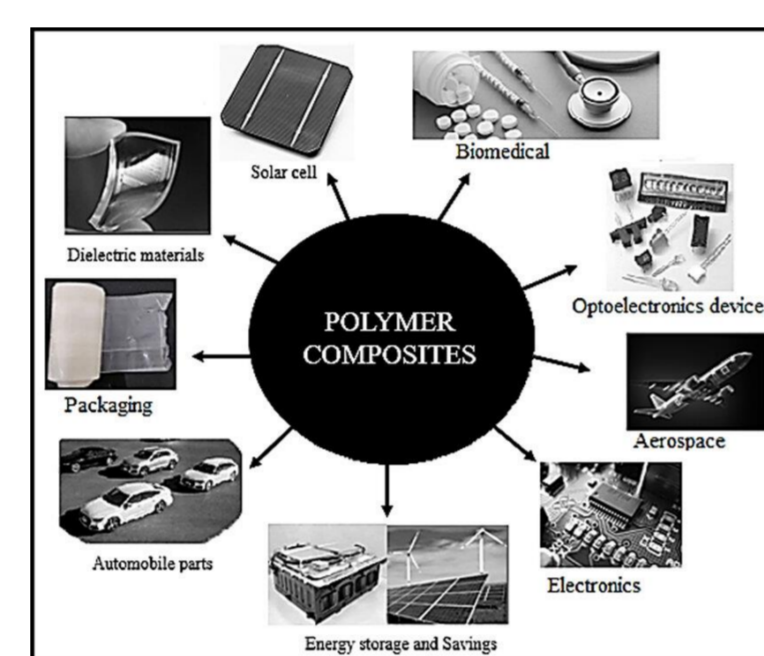 Solar cell
Biomedical
Dielectric materials
Optoelectronics device
POLYMER
COMPOSITES
Packaging
Aerospace
Automobile parts
Electronics
Energy storage and Savings